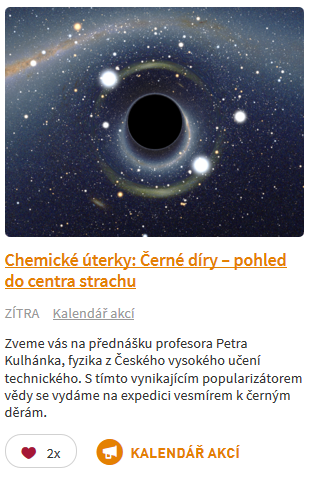 Chemické úterky: Černé díry – pohled
do centra strachu
ZÍTRA Kalendář akcí
Zveme vás na přednášku profesora Petra
Kulhánka, fyzika z Českého vysokého učení
technického. S tímto vynikajícím popularizátorem
vědy se vydáme na expedici vesmírem k černým
děrám.
2x KALENDÁŘ AKCÍ